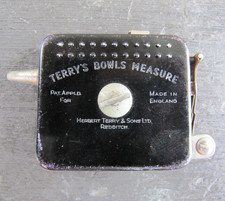 TERRY'S BOWLS MEASURE
PAT. APPLD. MADE IN
FOR ENGLAND
HERBERT TERRY & SONS LTD.
REDDITCH.